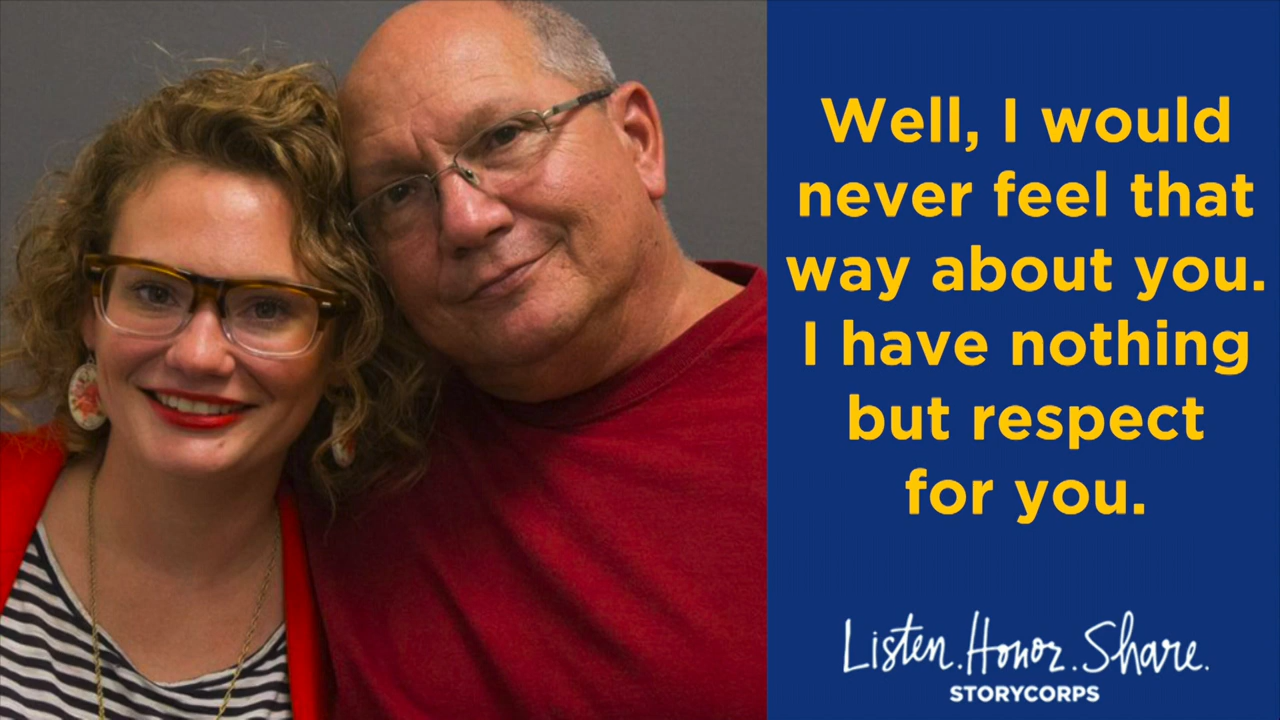 Well, I would
never feel that
way about you.
I have nothing
but respect
for you.
Listen. Honor. Share.
STORYCORPS